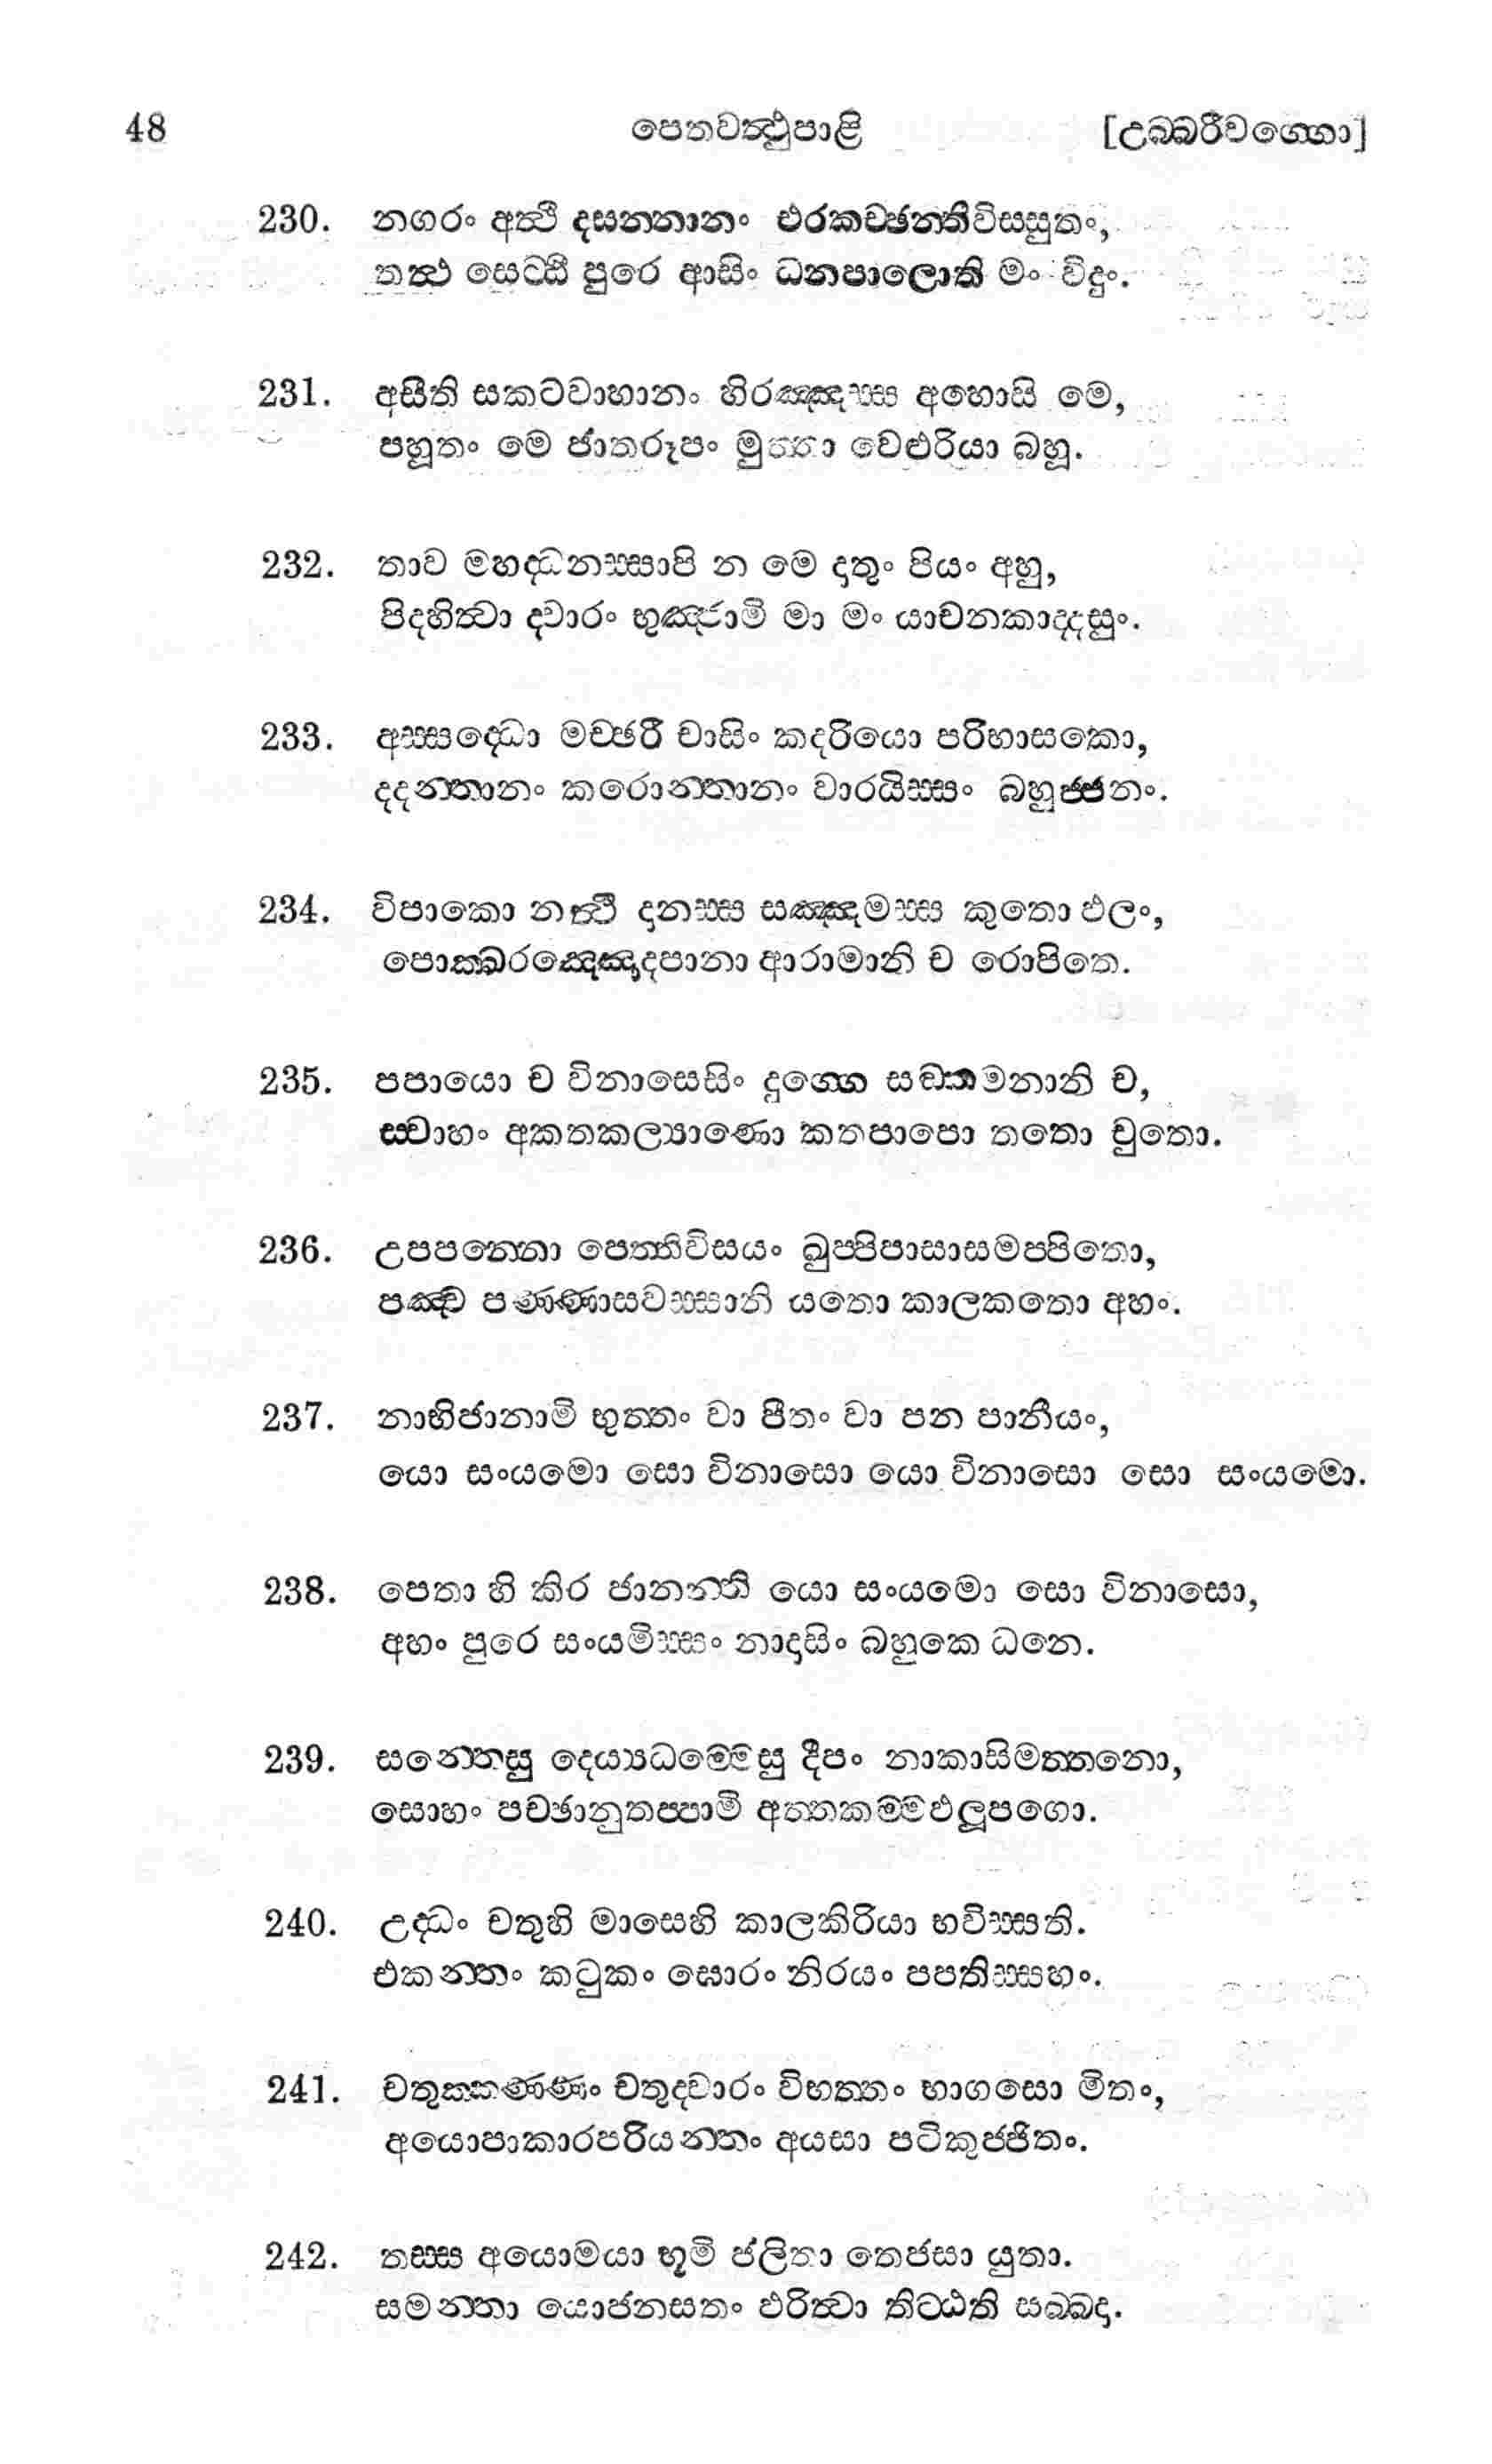 48 පෙතවත්ථුපාළි [උබ්බරීවග්ගො]
230. නගරං අත්ථි දසන්නානං එරකච්ඡන්තිවිස්සුතං,
තත්ථ සෙට්ඨි පුරෙ ආසිං ධනපාලොති මං විදුං.
231. අසීති සකටවාහානං හිරඤ්ඤස්ස අහොසි මෙ,
පහූතං මෙ ජාතරූපං මුත්තා වෙළුරියා බහූ.
232. තාව මහද්ධනස්සාපි න මෙ දාතුං පියං අහු,
පිදහිත්වා ද්වාරං භුඤ්ජාමි මා මං යාචනකාද්දසුං.
233. අස්සද්ධො මච්ඡරී චාසිං කදරියො පරිභාසකො,
දදන්තානං කරොන්තානං වාරයිස්සං බහුජ්ජනං.
234. විපාකො නත්ථි දානස්ස සඤ්ඤමස්ස කුතො ඵලං,
පොක්ඛරඤ්ඤොදපානා ආරාමානි ච රොපිතෙ.
235. පපායො ච විනාසෙසිං දුග්ගෙ සඞ්කමනානි ච,
ස්වාහං අකතකල්‍යාණො කතපාපො තතො චුතො.
236. උපපන්නො පෙත්තිවිසයං ඛුප්පිපාසාසමප්පිතො,
පඤ්ච පණ්ණාසවස්සානි යතො කාලකතො අහං.
237. නාභිජානාමි භුත්තං වා පීතං වා පන පානීයං,
යො සංයමො සො විනාසො යො විනාසො සො සංයමො.
238. පෙතා හි කිර ජානන්ති යො සංයමො සො විනාසො,
අහං පුරෙ සංයමිස්සං නාදාසිං බහුකෙ ධනෙ.
239. සන්තෙසු දෙය්‍යධම්මෙසු දීපං නාකාසිමත්තනො,
සොහං පච්ඡානුතප්පාමි අත්තකම්මඵලූපගො.
240. උද්ධං චතුහි මාසෙහි කාලකිරියා භවිස්සති.
එකන්තං කටුකං ඝොරං නිරයං පපතිස්සහං.
241. චතුක්කණ්ණං චතුද්වාරං විභත්තං භාගසො මිතං,
අයොපාකාරපරියන්තං අයසා පටිකුජ්ජිතං.
242. තස්ස අයොමයා භූමි ජලිතා තෙජසා යුතා.
සමන්තා යොජනසතං ඵරිත්වා තිට්ඨති සබ්බදා.